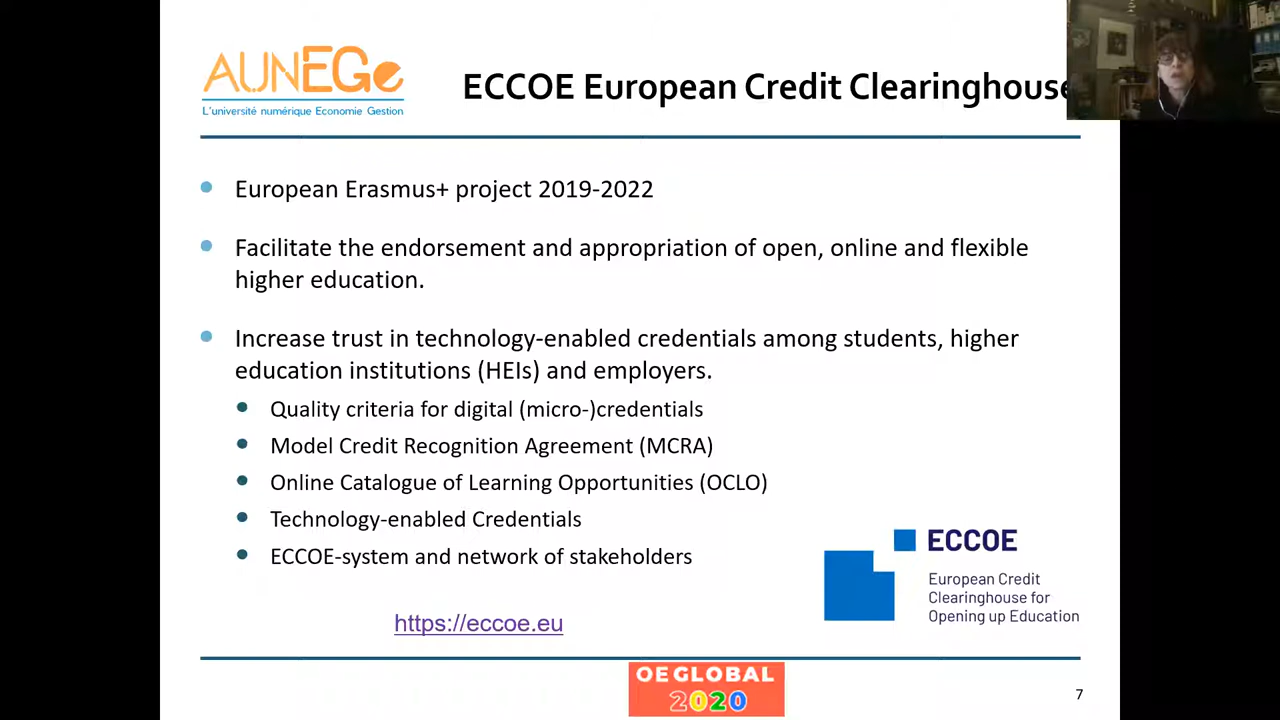 AUNEGe
L'université numérique Economie Gestion
ECCOE European Credit Clearinghouse
European Erasmus+ project 2019-2022
Facilitate the endorsement and appropriation of open, online and flexible
higher education.
Increase trust in technology-enabled credentials among students, higher
education institutions (HEIs) and employers.
Quality criteria for digital (micro-)credentials
Model Credit Recognition Agreement (MCRA)
Online Catalogue of Learning Opportunities (OCLO)
Technology-enabled Credentials
ECCOE-system and network of stakeholders
ECCOE
European Credit
Clearinghouse for
Opening up Education
https://eccoe.eu
OEGLOBAL
2020
7